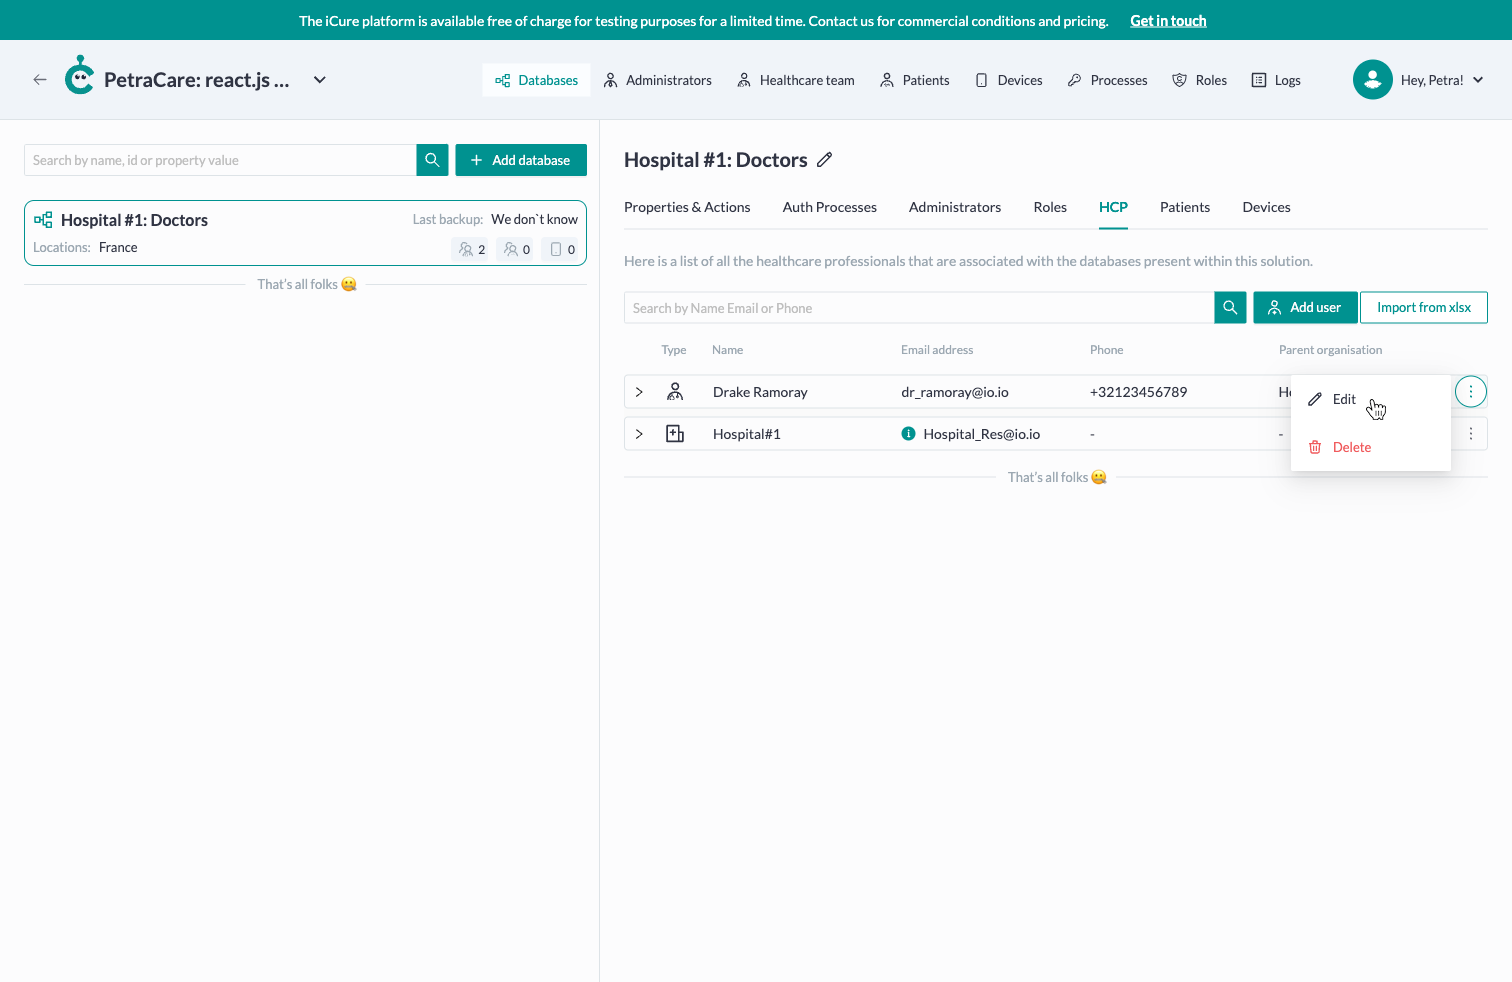 The iCure platform is available free of charge for testing purposes for a limited time. Contact us for commercial conditions and pricing. Get in touch
PetraCare: react.js ...
Databases
Administrators
Healthcare team
Patients
Devices
Processes
Roles
Logs
Hey, Petra!
Search by name, id or property value
Add database
Hospital #1: Doctors
Last backup: We don`t know
Locations: France
2
0
0
That's all folks
Hospital #1: Doctors
Properties & Actions
Auth Processes
Administrators
Roles
HCP
Patients
Devices
Here is a list of all the healthcare professionals that are associated with the databases present within this solution.
Search by Name Email or Phone
Add user
Import from xlsx
Type
Name
Email address
Phone
Parent organisation
Drake Ramoray
dr_ramoray@io.io
+32123456789
Edit
Hospital#1
Hospital_Res@io.io
-
-
Delete
That's all folks